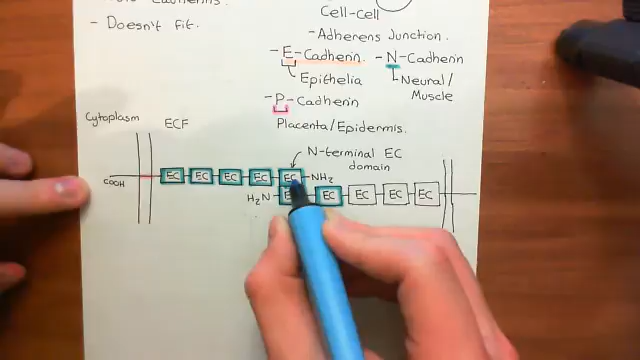 - Doesn't fit.
Cell-Cell
-Adherens Junction.
-E-Cadherin. -N-Cadherin
Epithelia Neural/
Muscle
-P-Cadherin
Placenta/Epidermis.
Cytoplasm ECF
N-terminal EC
domain
COOH EC EC EC EC EC NH2
H2N EC EC EC EC